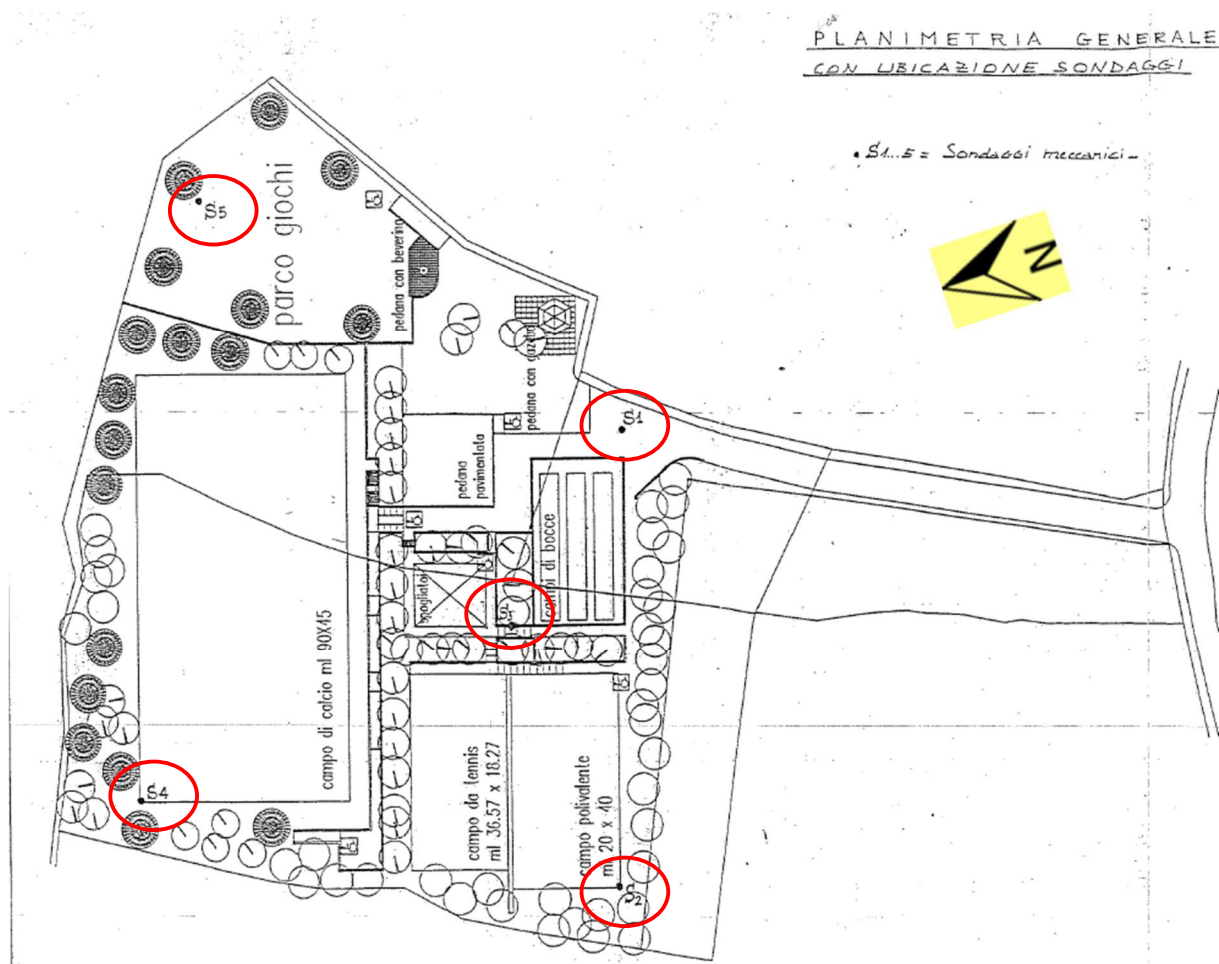 PLANIMETRIA GENERALE
CON UBICAZIONE SONDAGGI
S1...5 = Sondaggi meccanici
N
S5
parco giochi
pedana con beverino
pedana con gazebo
S1
pedana
pavimentata
campi di bocce
spogliatoi
S3
campo di calcio ml 90X45
S4
campo da tennis
ml 36.57 x 18.27
campo polivalente
ml 20 x 40
S2